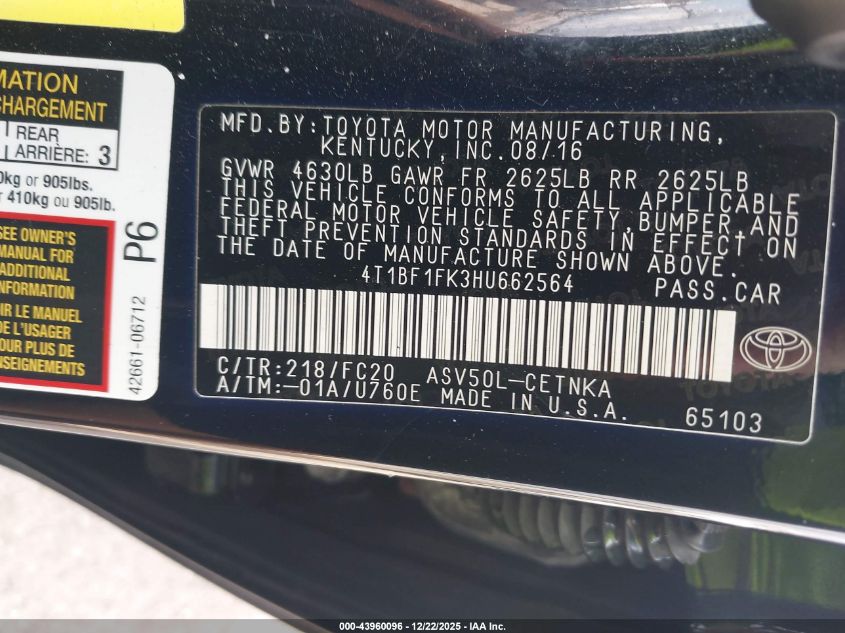 MATION
CHARGEMENT
REAR
ARRIÈRE: 3
kg or 905lbs.
410kg ou 905lb.
SEE OWNER'S
MANUAL FOR
ADDITIONAL
INFORMATION
LE MANUEL
DE L'USAGER
POUR PLUS DE
P6
42661-06712
MFD.BY:TOYOTA MOTOR MANUFACTURING,
KENTUCKY,INC.08/16
GVWR 4630LB GAWR FR 2625LB RR 2625LB
THIS VEHICLE CONFORMS TO ALL APPLICABLE
FEDERAL MOTOR VEHICLE SAFETY,BUMPER,AND
THEFT PREVENTION STANDARDS IN EFFECT ON
THE DATE OF MANUFACTURE SHOWN ABOVE.
4T1BF1FK3HU662564 PASS.CAR
C/TR:218/FC20 ASV50L-CETNKA
A/TM:-01A/U760E MADE IN U.S.A. 65103
TOYOTA
000-43960096 - 12/22/2025 - IAA Inc.